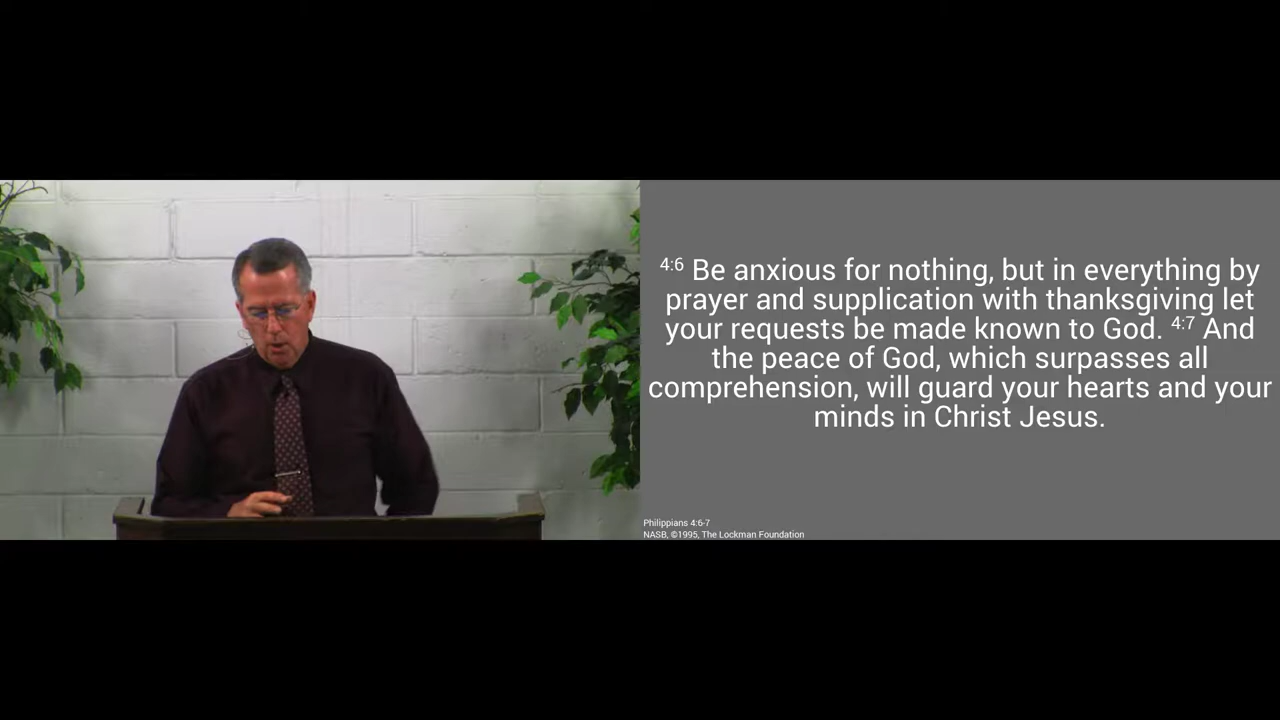 4:6 Be anxious for nothing, but in everything by
prayer and supplication with thanksgiving let
your requests be made known to God. 4:7 And
the peace of God, which surpasses all
comprehension, will guard your hearts and your
minds in Christ Jesus.
Philippians 4:6-7
NASB, ©1995, The Lockman Foundation